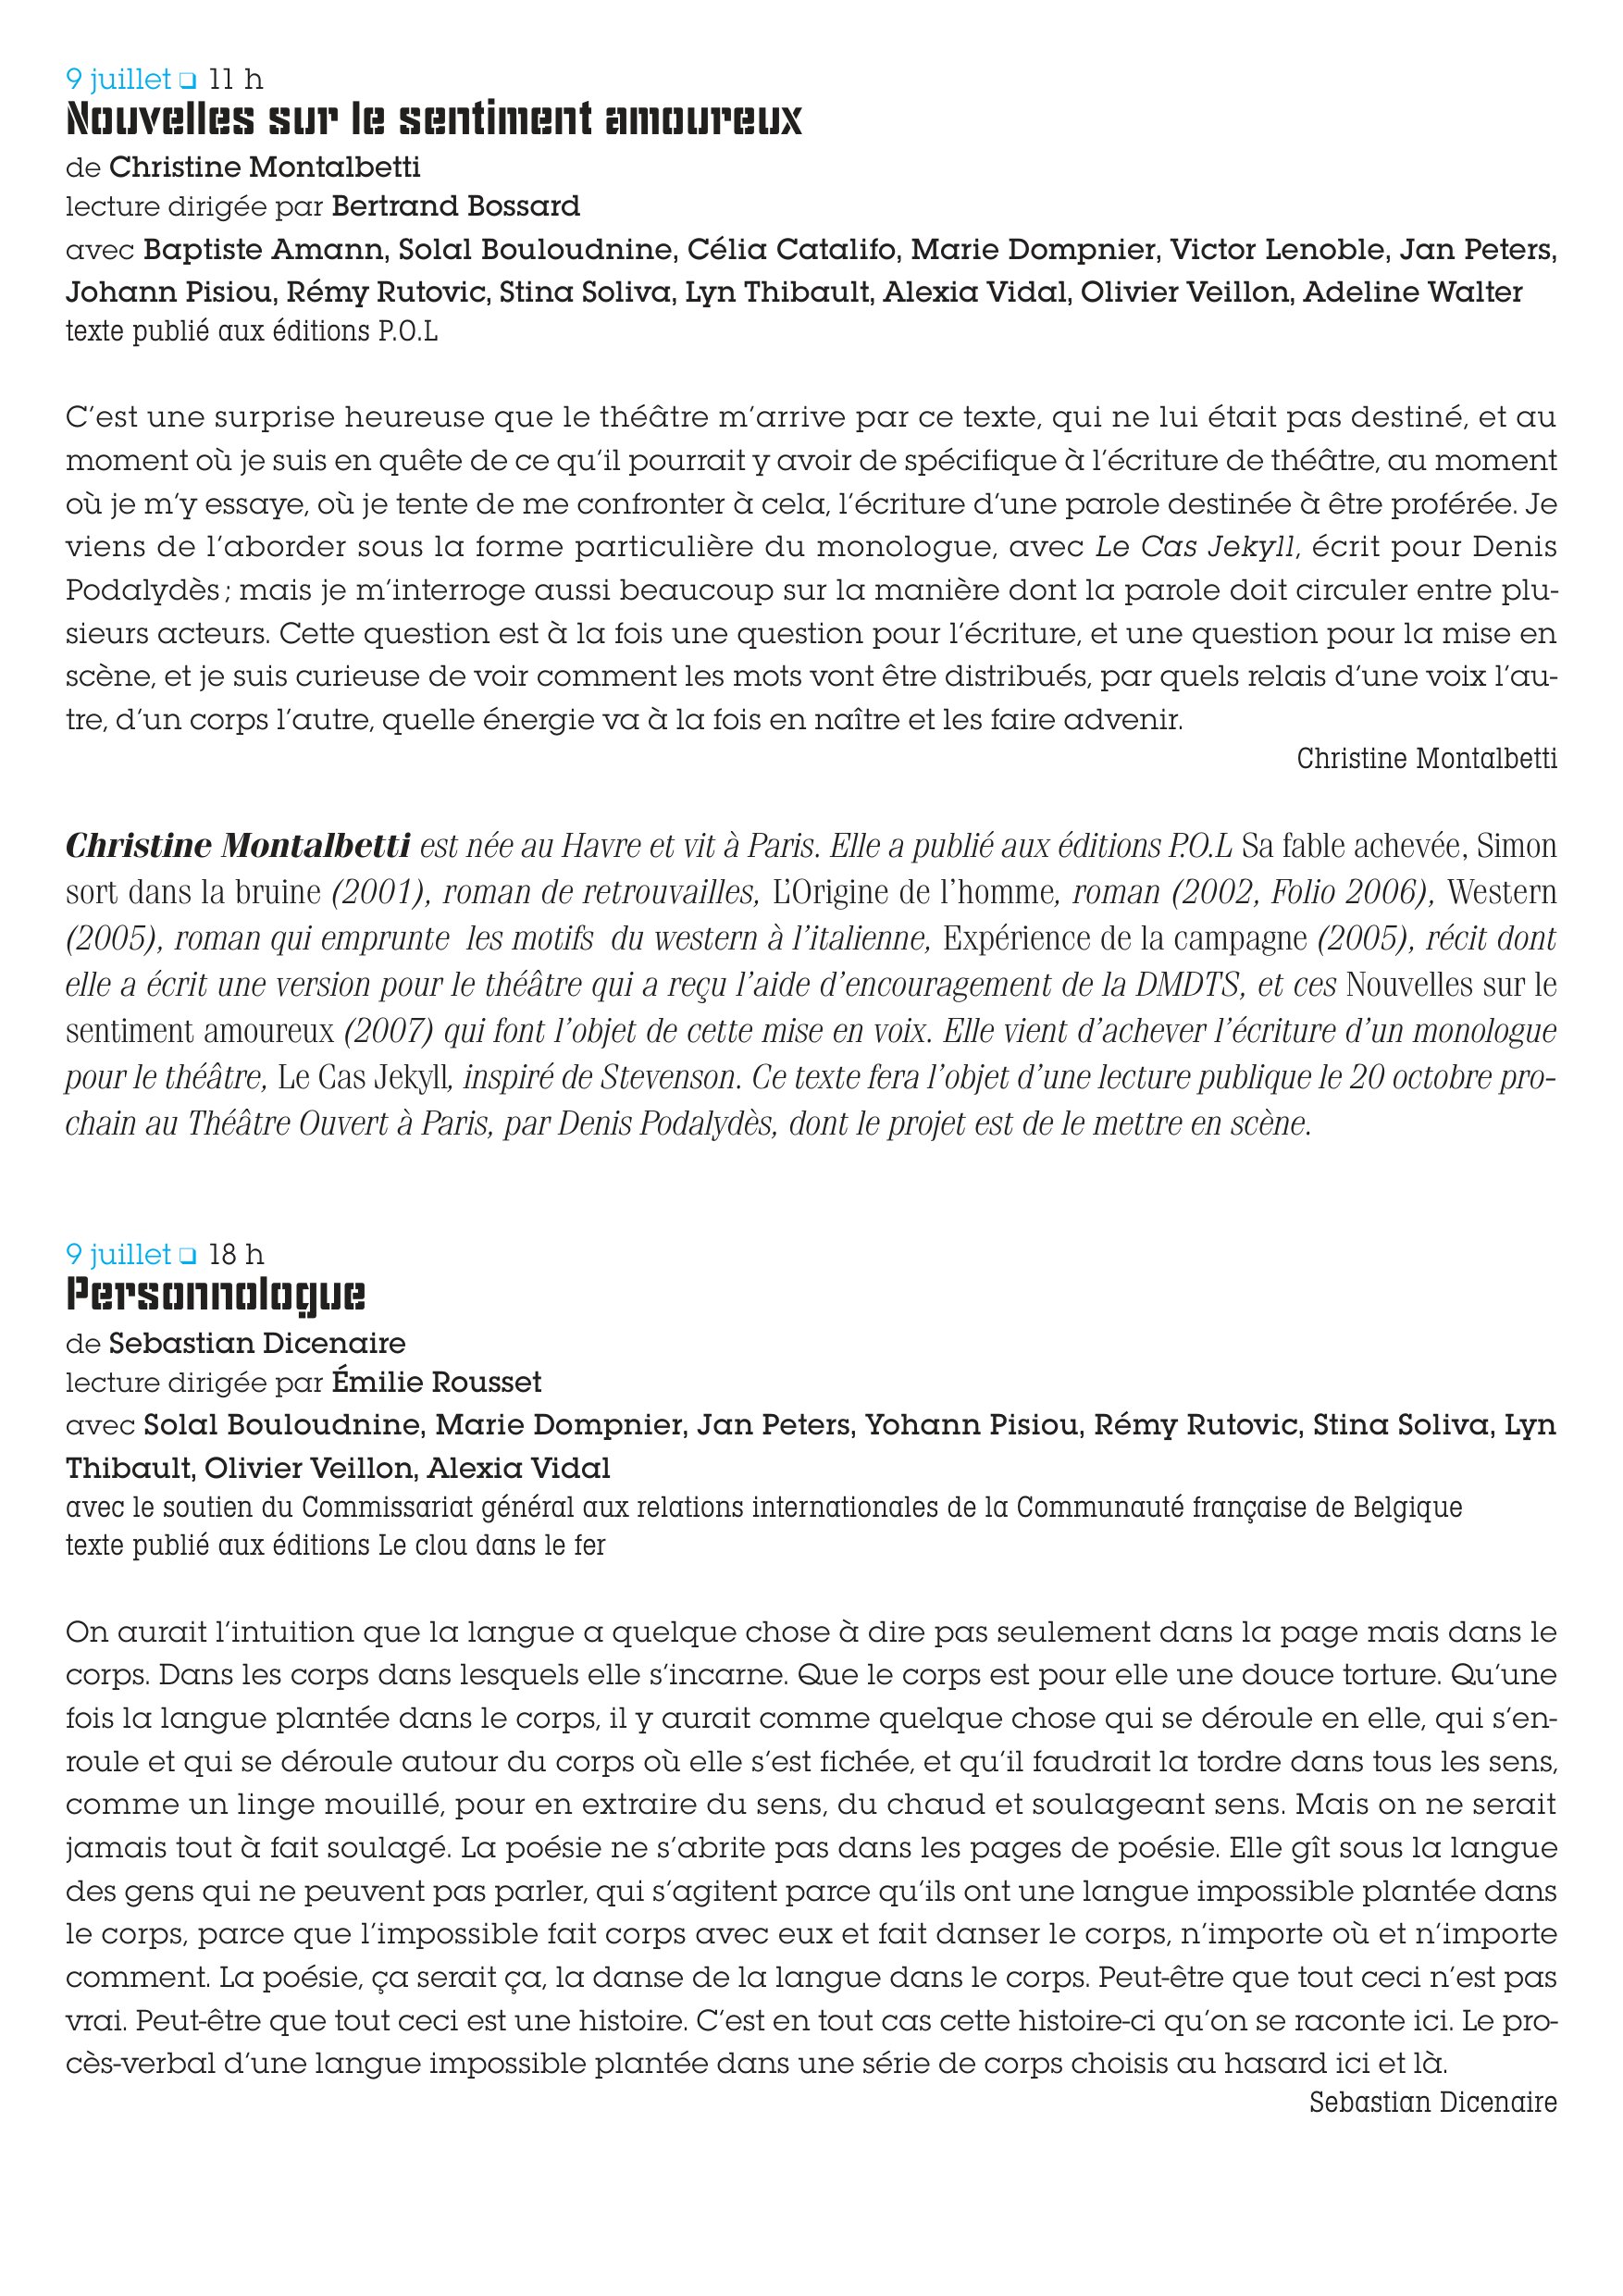 9 juillet ❑ 11 h
Nouvelles sur le sentiment amoureux
de Christine Montalbetti
lecture dirigée par Bertrand Bossard
avec Baptiste Amann, Solal Bouloudnine, Célia Catalifo, Marie Dompnier, Victor Lenoble, Jan Peters,
Johann Pisiou, Rémy Rutovic, Stina Soliva, Lyn Thibault, Alexia Vidal, Olivier Veillon, Adeline Walter
texte publié aux éditions P.O.L
C’est une surprise heureuse que le théâtre m’arrive par ce texte, qui ne lui était pas destiné, et au
moment où je suis en quête de ce qu’il pourrait y avoir de spécifique à l’écriture de théâtre, au moment
où je m’y essaye, où je tente de me confronter à cela, l’écriture d’une parole destinée à être proférée. Je
viens de l’aborder sous la forme particulière du monologue, avec Le Cas Jekyll, écrit pour Denis
Podalydès ; mais je m’interroge aussi beaucoup sur la manière dont la parole doit circuler entre plu-
sieurs acteurs. Cette question est à la fois une question pour l’écriture, et une question pour la mise en
scène, et je suis curieuse de voir comment les mots vont être distribués, par quels relais d’une voix l’au-
tre, d’un corps l’autre, quelle énergie va à la fois en naître et les faire advenir.
Christine Montalbetti
Christine Montalbetti est née au Havre et vit à Paris. Elle a publié aux éditions P.O.L Sa fable achevée, Simon
sort dans la bruine (2001), roman de retrouvailles, L’Origine de l’homme, roman (2002, Folio 2006), Western
(2005), roman qui emprunte les motifs du western à l’italienne, Expérience de la campagne (2005), récit dont
elle a écrit une version pour le théâtre qui a reçu l’aide d’encouragement de la DMDTS, et ces Nouvelles sur le
sentiment amoureux (2007) qui font l’objet de cette mise en voix. Elle vient d’achever l’écriture d’un monologue
pour le théâtre, Le Cas Jekyll, inspiré de Stevenson. Ce texte fera l’objet d’une lecture publique le 20 octobre pro-
chain au Théâtre Ouvert à Paris, par Denis Podalydès, dont le projet est de le mettre en scène.
9 juillet ❑ 18 h
Personnologue
de Sebastian Dicenaire
lecture dirigée par Émilie Rousset
avec Solal Bouloudnine, Marie Dompnier, Jan Peters, Yohann Pisiou, Rémy Rutovic, Stina Soliva, Lyn
Thibault, Olivier Veillon, Alexia Vidal
avec le soutien du Commissariat général aux relations internationales de la Communauté française de Belgique
texte publié aux éditions Le clou dans le fer
On aurait l’intuition que la langue a quelque chose à dire pas seulement dans la page mais dans le
corps. Dans les corps dans lesquels elle s’incarne. Que le corps est pour elle une douce torture. Qu’une
fois la langue plantée dans le corps, il y aurait comme quelque chose qui se déroule en elle, qui s’en-
roule et qui se déroule autour du corps où elle s’est fichée, et qu’il faudrait la tordre dans tous les sens,
comme un linge mouillé, pour en extraire du sens, du chaud et soulageant sens. Mais on ne serait
jamais tout à fait soulagé. La poésie ne s’abrite pas dans les pages de poésie. Elle gît sous la langue
des gens qui ne peuvent pas parler, qui s’agitent parce qu’ils ont une langue impossible plantée dans
le corps, parce que l’impossible fait corps avec eux et fait danser le corps, n’importe où et n’importe
comment. La poésie, ça serait ça, la danse de la langue dans le corps. Peut-être que tout ceci n’est pas
vrai. Peut-être que tout ceci est une histoire. C’est en tout cas cette histoire-ci qu’on se raconte ici. Le pro-
cès-verbal d’une langue impossible plantée dans une série de corps choisis au hasard ici et là.
Sebastian Dicenaire